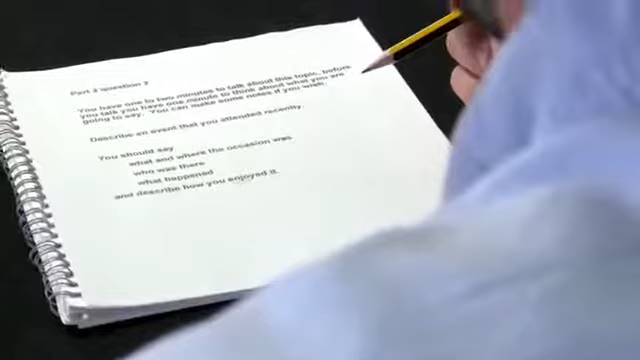 Part 2 question 3
You have one to two minutes to talk about this topic, before
you talk you have one minute to think about what you are
going to say. You can make some notes if you wish.
Describe an event that you attended recently.
You should say
what and where the occasion was
who was there
what happened
and describe how you enjoyed it.